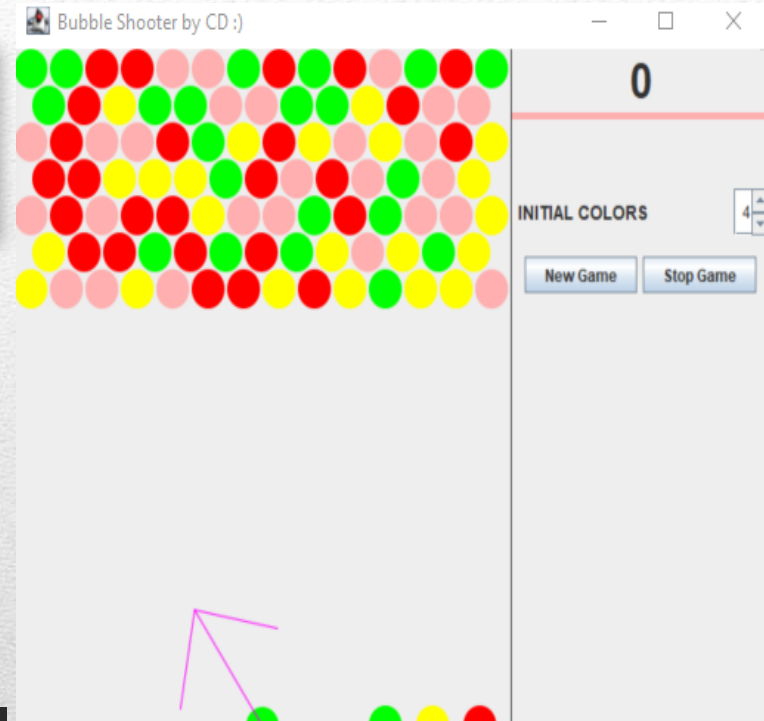 Bubble Shooter by CD :)
0
INITIAL COLORS
4
New Game
Stop Game